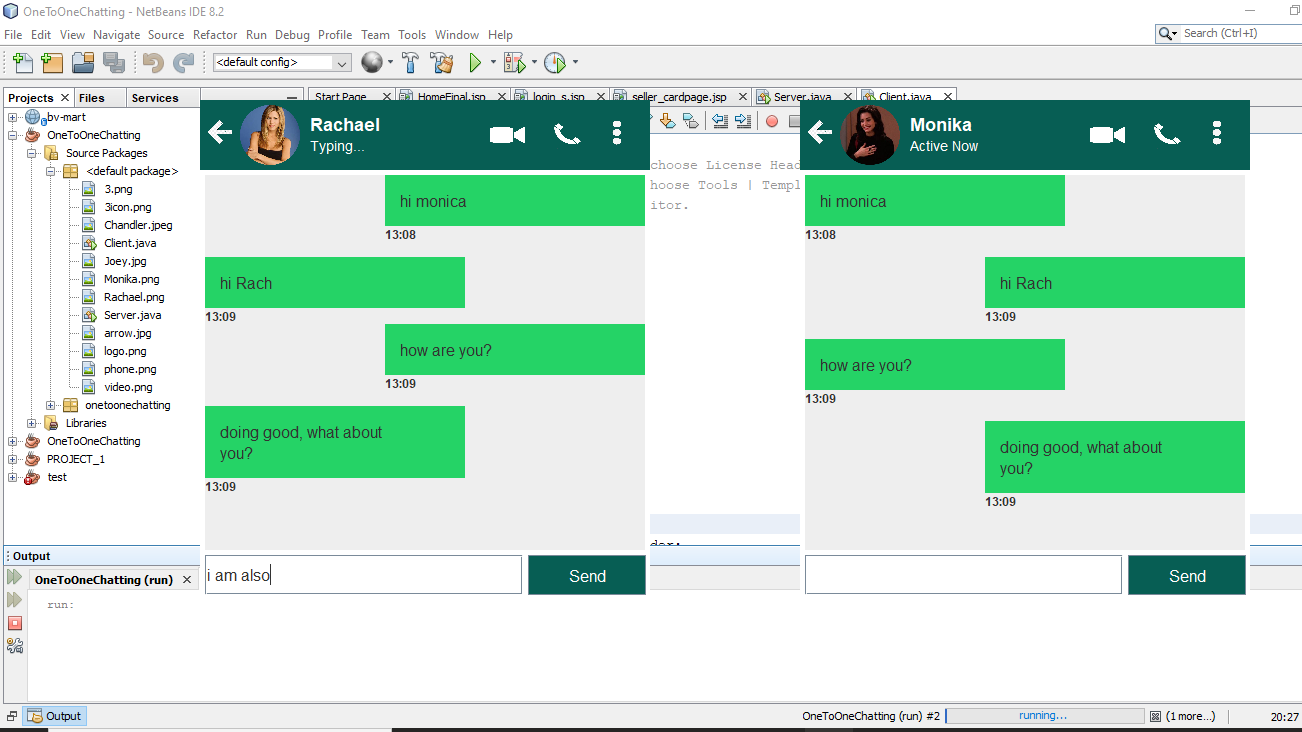 OneToOneChatting - NetBeans IDE 8.2
File Edit View Navigate Source Refactor Run Debug Profile Team Tools Window Help
Search (Ctrl+I)
<default config>
Projects Files Services
Start Page HomeFinal.jsp login_s.jsp seller_cardpage.jsp Server.java Client.java
bv-mart
OneToOneChatting
Source Packages
<default package>
3.png
3icon.png
Chandler.jpeg
Client.java
Joey.jpg
Monika.png
Rachael.png
Server.java
arrow.jpg
logo.png
phone.png
video.png
onetoonechatting
Libraries
OneToOneChatting
PROJECT_1
test
Rachael
Typing...
hi monica
13:08
hi Rach
13:09
how are you?
13:09
doing good, what about
you?
13:09
i am also
Send
choose License Head
hoose Tools | Templ
itor.
Monika
Active Now
hi monica
13:08
hi Rach
13:09
how are you?
13:09
doing good, what about
you?
13:09
Send
Output
OneToOneChatting (run)
run:
Output
OneToOneChatting (run) #2
running...
(1 more...)
20:27